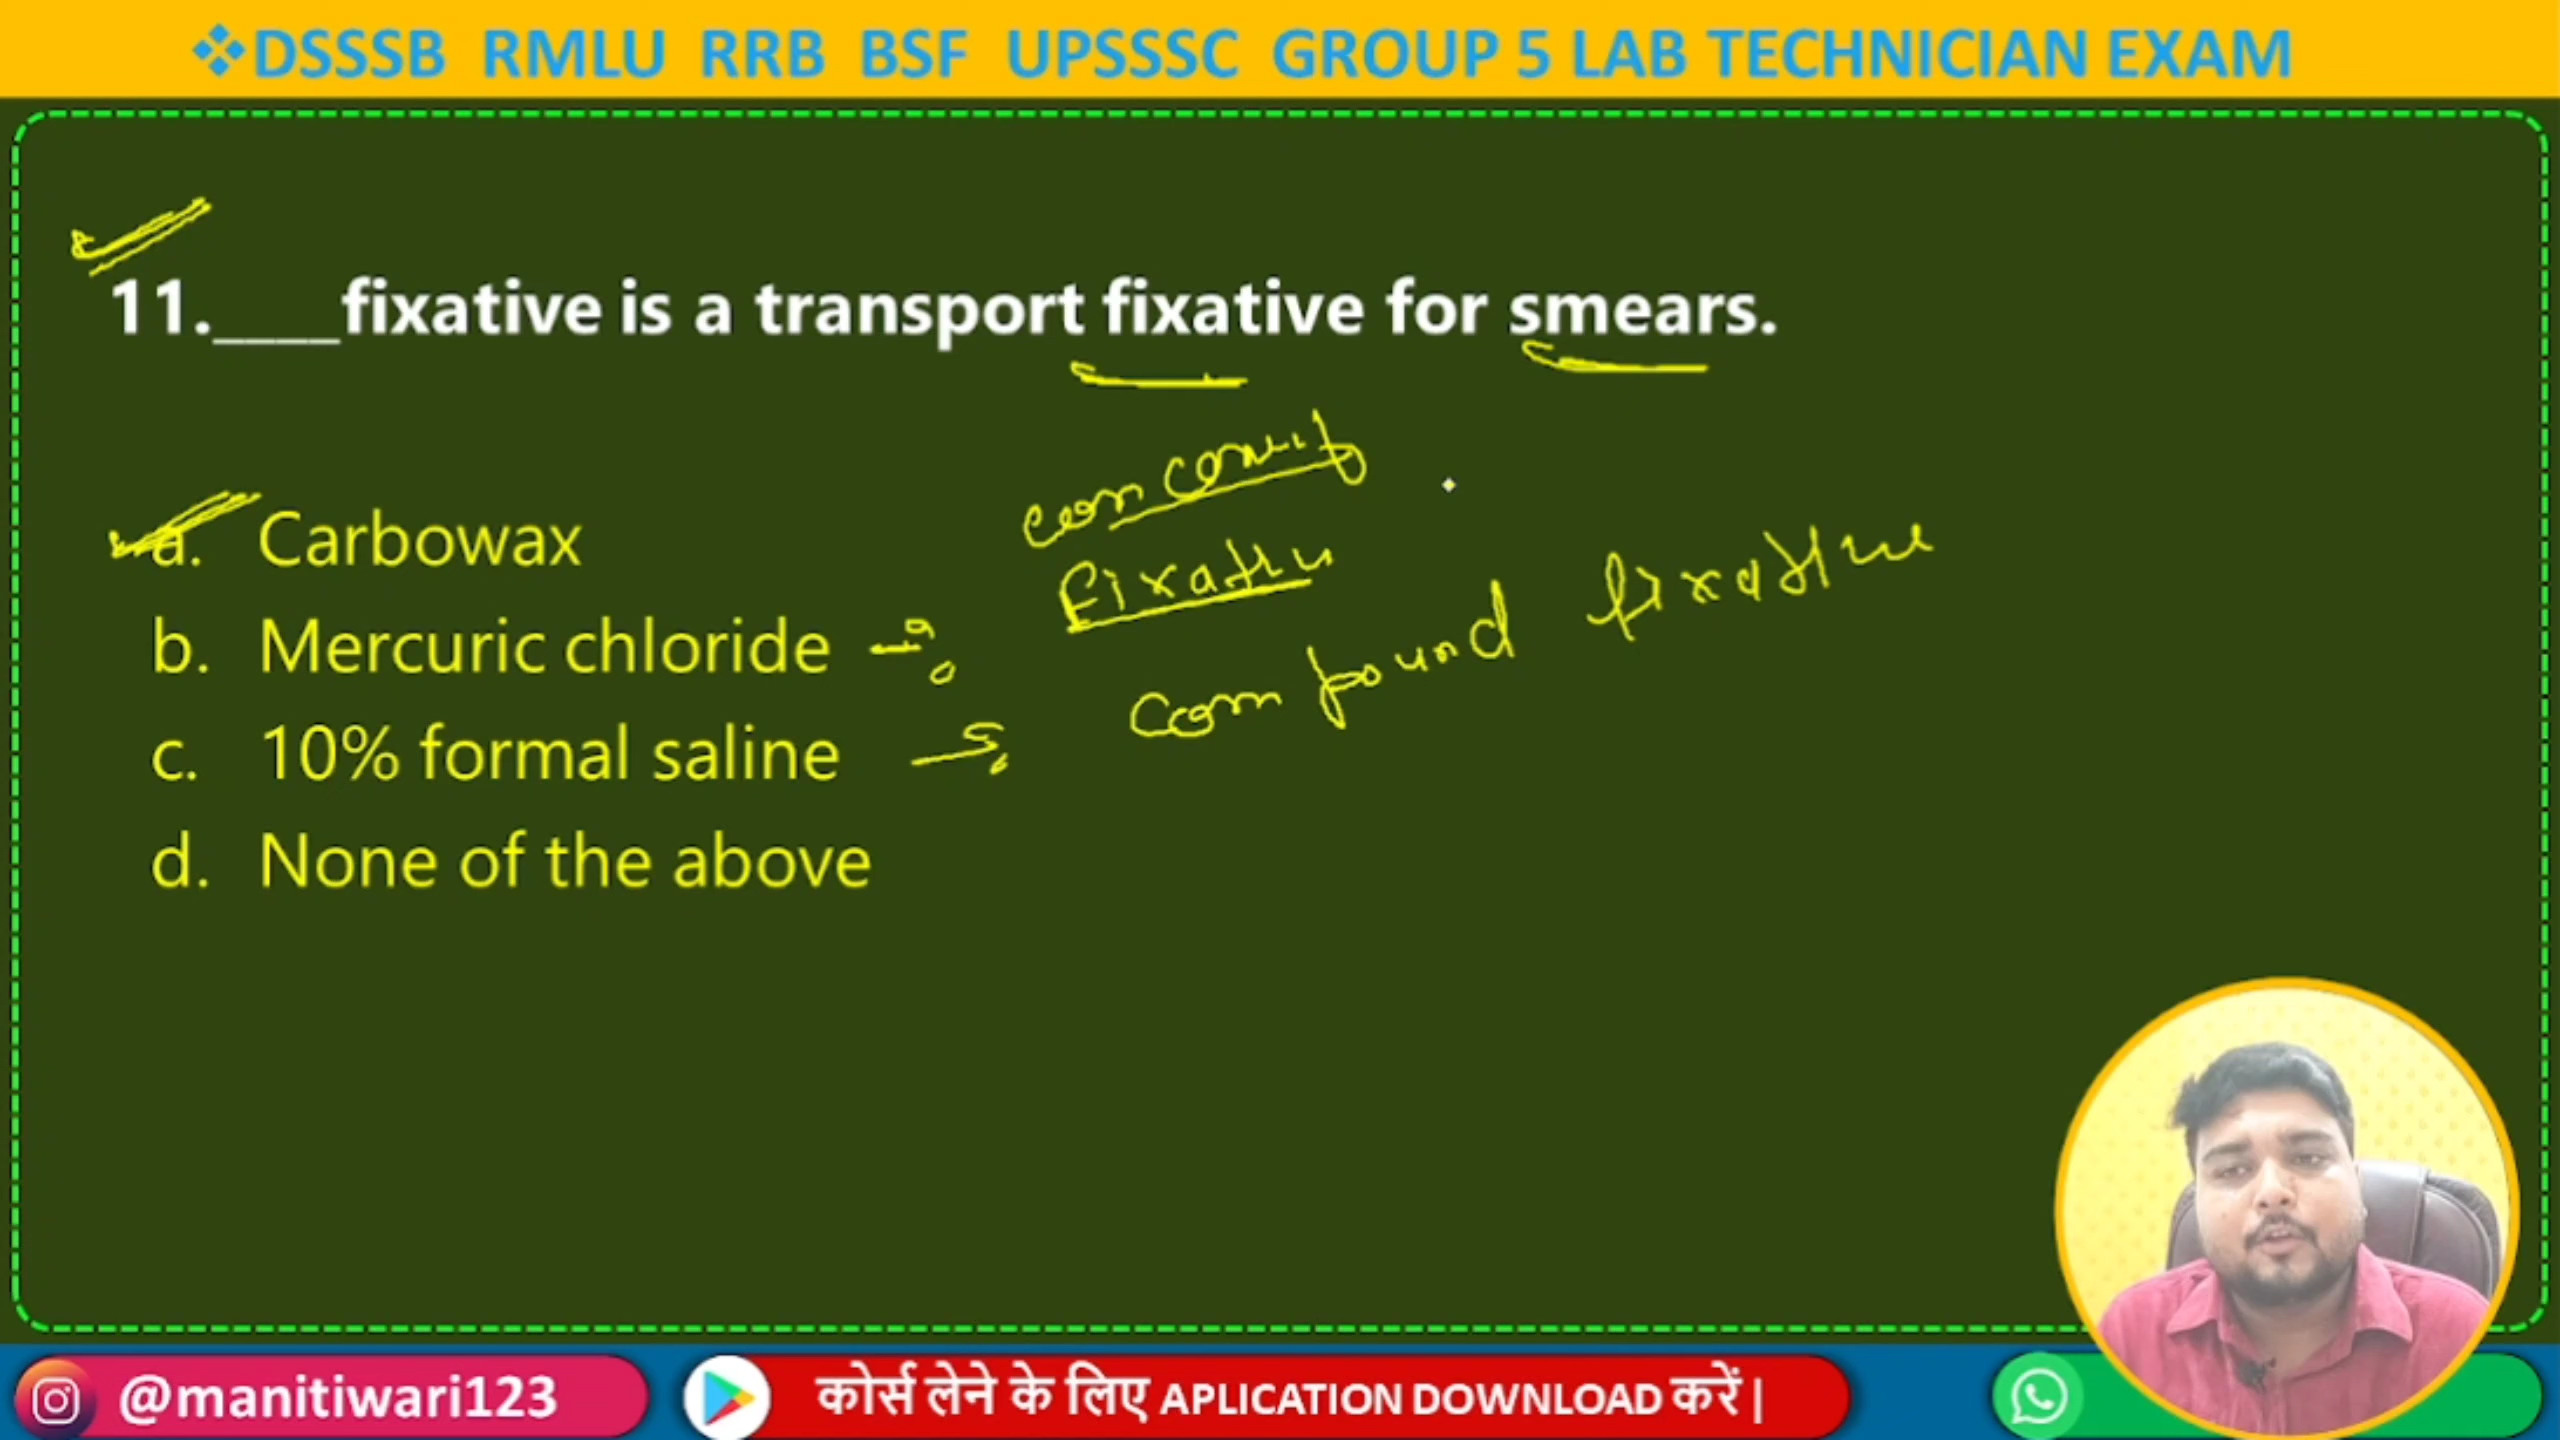 ❖DSSSB RMLU RRB BSF UPSSSC GROUP 5 LAB TECHNICIAN EXAM
11.____fixative is a transport fixative for smears.
a. Carbowax
b. Mercuric chloride
c. 10% formal saline
d. None of the above
Compound fixative
@manitiwari123
कोर्स लेने के लिए APLICATION DOWNLOAD करें |